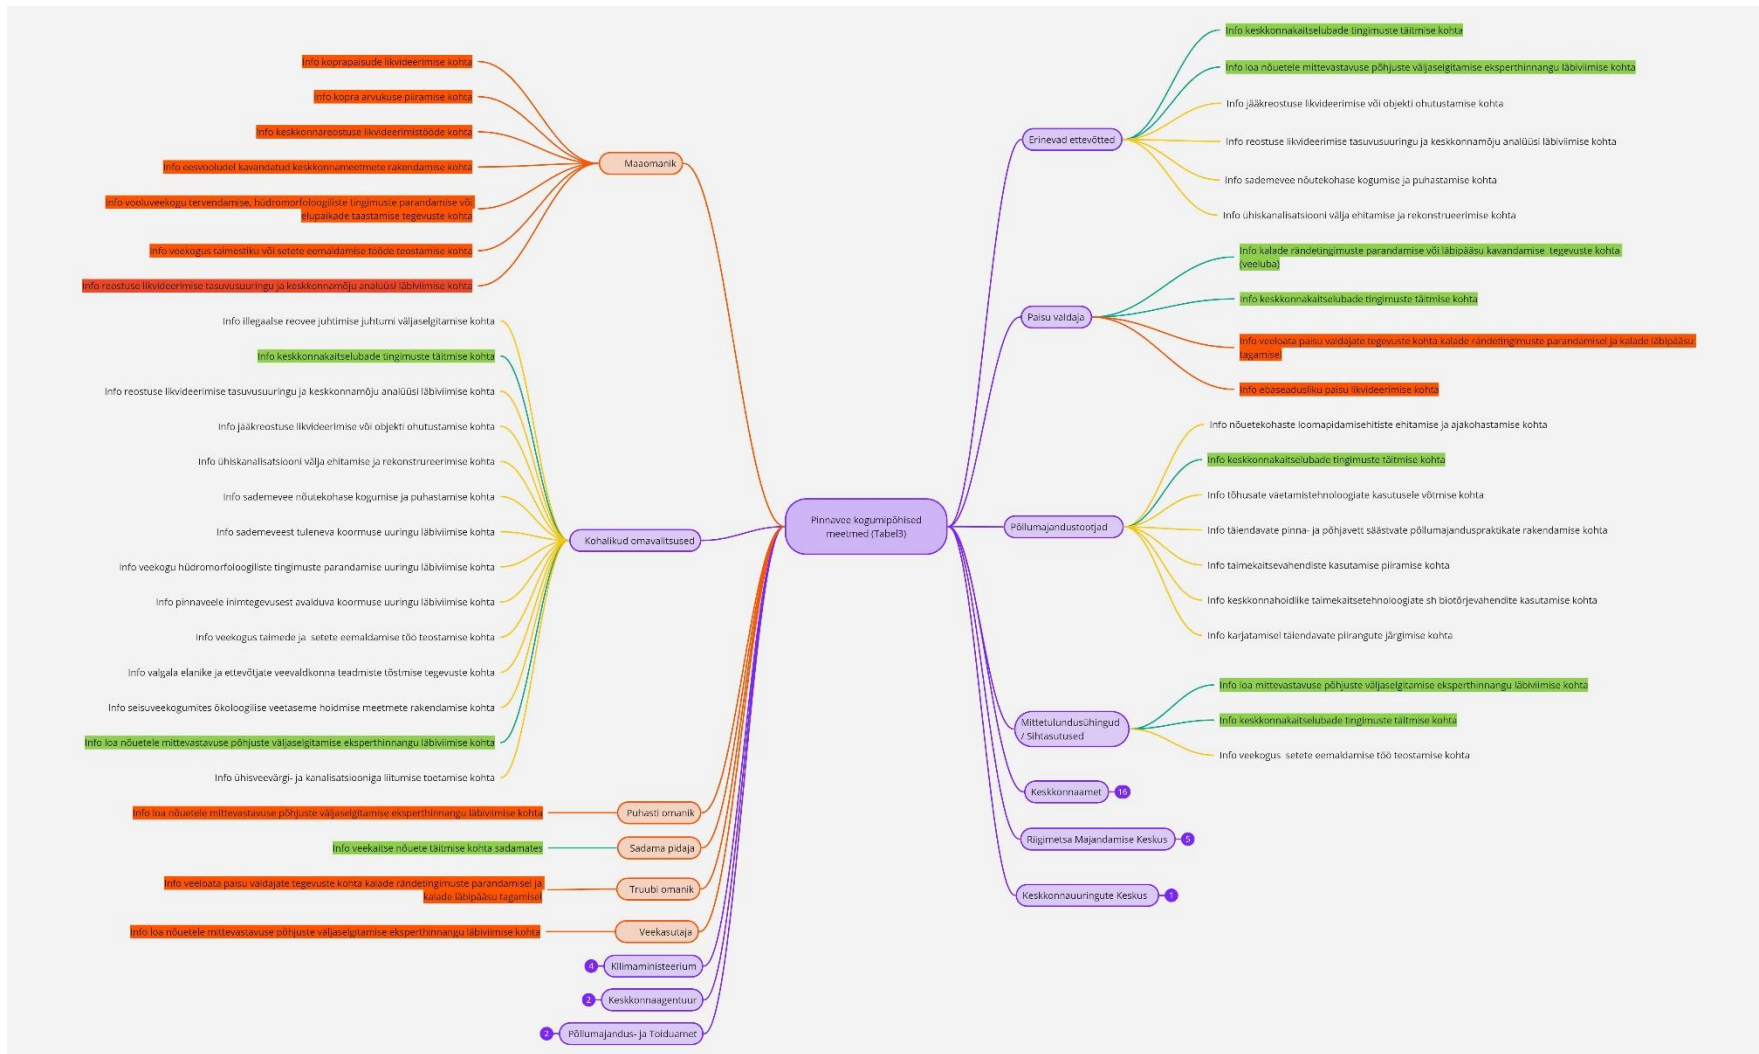 Info koprapaisude likvideerimise kohta
Info kopra arvukuse piiramise kohta
Info keskkonnareostuse likvideerimistööde kohta
Info eesvooludel kavandatud keskkonnameetmete rakendamise kohta
Info vooluveekogu tervendamise, hüdromorfoloogiliste tingimuste parandamise või
elupaikade taastamise tegevuste kohta
Info veekogus taimestiku või setete eemaldamise tööde teostamise kohta
Info reostuse likvideerimise tasuvusuuringu ja keskkonnamõju analüüsi läbiviimise kohta
Maaomanik
Info illegaalse reovee juhtimise juhtumi väljaselgitamise kohta
Info keskkonnakaitselubade tingimuste täitmise kohta
Info reostuse likvideerimise tasuvusuuringu ja keskkonnamõju analüüsi läbiviimise kohta
Info jääkreostuse likvideerimise või objekti ohutustamise kohta
Info ühiskanalisatsiooni välja ehitamise ja rekonstrureerimise kohta
Info sademevee nõutekohase kogumise ja puhastamise kohta
Info sademeveest tuleneva koormuse uuringu läbiviimise kohta
Info veekogu hüdromorfoloogiliste tingimuste parandamise uuringu läbiviimise kohta
Info pinnaveele inimtegevusest avalduva koormuse uuringu läbiviimise kohta
Info veekogus taimede ja  setete eemaldamise töö teostamise kohta
Info valgala elanike ja ettevõtjate veevaldkonna teadmiste tõstmise tegevuste kohta
Info seisuveekogumites ökoloogilise veetaseme hoidmise meetmete rakendamise kohta
Info loa nõuetele mittevastavuse põhjuste väljaselgitamise eksperthinnangu läbiviimise kohta
Info ühisveevärgi- ja kanalisatsiooniga liitumise toetamise kohta
Kohalikud omavalitsused
Info loa nõuetele mittevastavuse põhjuste väljaselgitamise eksperthinnangu läbiviimise kohta
Puhasti omanik
Info veekaitse nõuete täitmise kohta sadamates
Sadama pidaja
Info veeloata paisu valdajate tegevuste kohta kalade rändetingimuste parandamisel ja
kalade läbipääsu tagamisel
Truubi omanik
Info loa nõuetele mittevastavuse põhjuste väljaselgitamise eksperthinnangu läbiviimise kohta
Veekasutaja
4
Kliimaministeerium
2
Keskkonnaagentuur
2
Põllumajandus- ja Toiduamet
Pinnavee kogumipõhised
meetmed (Tabel3)
Erinevad ettevõtted
Info keskkonnakaitselubade tingimuste täitmise kohta
Info loa nõuetele mittevastavuse põhjuste väljaselgitamise eksperthinnangu läbiviimise kohta
Info jääkreostuse likvideerimise või objekti ohutustamise kohta
Info reostuse likvideerimise tasuvusuuringu ja keskkonnamõju analüüsi läbiviimise kohta
Info sademevee nõutekohase kogumise ja puhastamise kohta
Info ühiskanalisatsiooni välja ehitamise ja rekonstrueerimise kohta
Paisu valdaja
Info kalade rändetingimuste parandamise või läbipääsu kavandamise  tegevuste kohta
(veeluba)
Info keskkonnakaitselubade tingimuste täitmise kohta
Info veeloata paisu valdajate tegevuste kohta kalade rändetingimuste parandamisel ja kalade läbipääsu
tagamisel
Info ebaseadusliku paisu likvideerimise kohta
Põllumajandustootjad
Info nõuetekohaste loomapidamisehitiste ehitamise ja ajakohastamise kohta
Info keskkonnakaitselubade tingimuste täitmise kohta
Info tõhusate väetamistehnoloogiate kasutusele võtmise kohta
Info täiendavate pinna- ja põhjavett säästvate põllumajanduspraktikate rakendamise kohta
Info taimekaitsevahendiste kasutamise piiramise kohta
Info keskkonnahoidlike taimekaitsetehnoloogiate sh biotõrjevahendite kasutamise kohta
Info karjatamisel täiendavate piirangute järgimise kohta
Mittetulundusühingud
/ Sihtasutused
Info loa mittevastavuse põhjuste väljaselgitamise eksperthinnangu läbiviimise kohta
Info keskkonnakaitselubade tingimuste täitmise kohta
Info veekogus  setete eemaldamise töö teostamise kohta
Keskkonnaamet
16
Riigimetsa Majandamise Keskus
5
Keskkonnauuringute Keskus
1